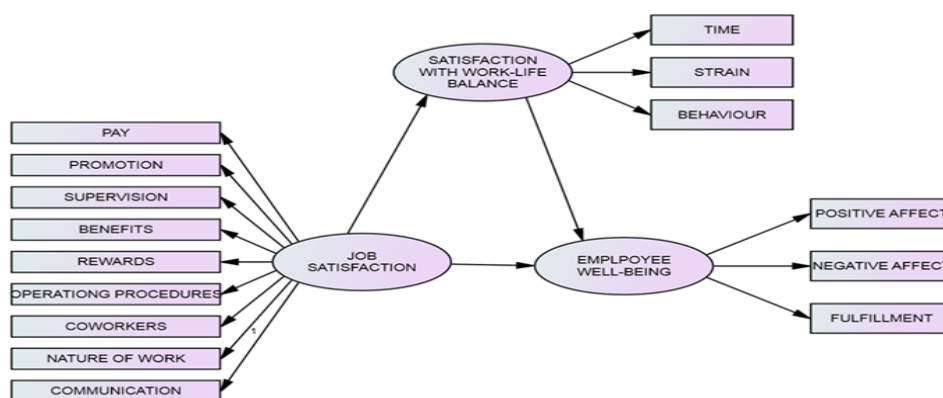 TIME
SATISFACTION
WITH WORK-LIFE
BALANCE
STRAIN
BEHAVIOUR
PAY
PROMOTION
SUPERVISION
BENEFITS
REWARDS
OPERATIONG PROCEDURES
COWORKERS
1
NATURE OF WORK
COMMUNICATION
JOB
SATISFACTION
EMPLPOYEE
WELL-BEING
POSITIVE AFFECT
NEGATIVE AFFECT
FULFILLMENT